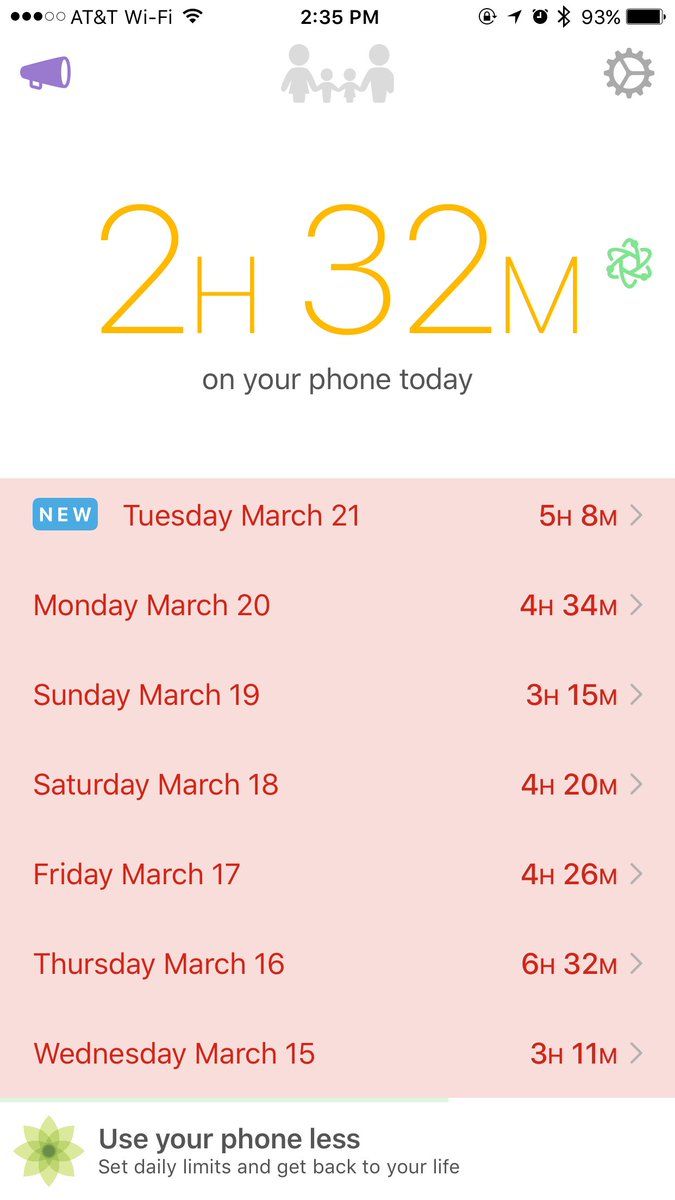 AT&T Wi-Fi 2:35 PM 93%
2H 32M
on your phone today
NEW Tuesday March 21 5H 8M
Monday March 20 4H 34M
Sunday March 19 3H 15M
Saturday March 18 4H 20M
Friday March 17 4H 26M
Thursday March 16 6H 32M
Wednesday March 15 3H 11M
Use your phone less
Set daily limits and get back to your life